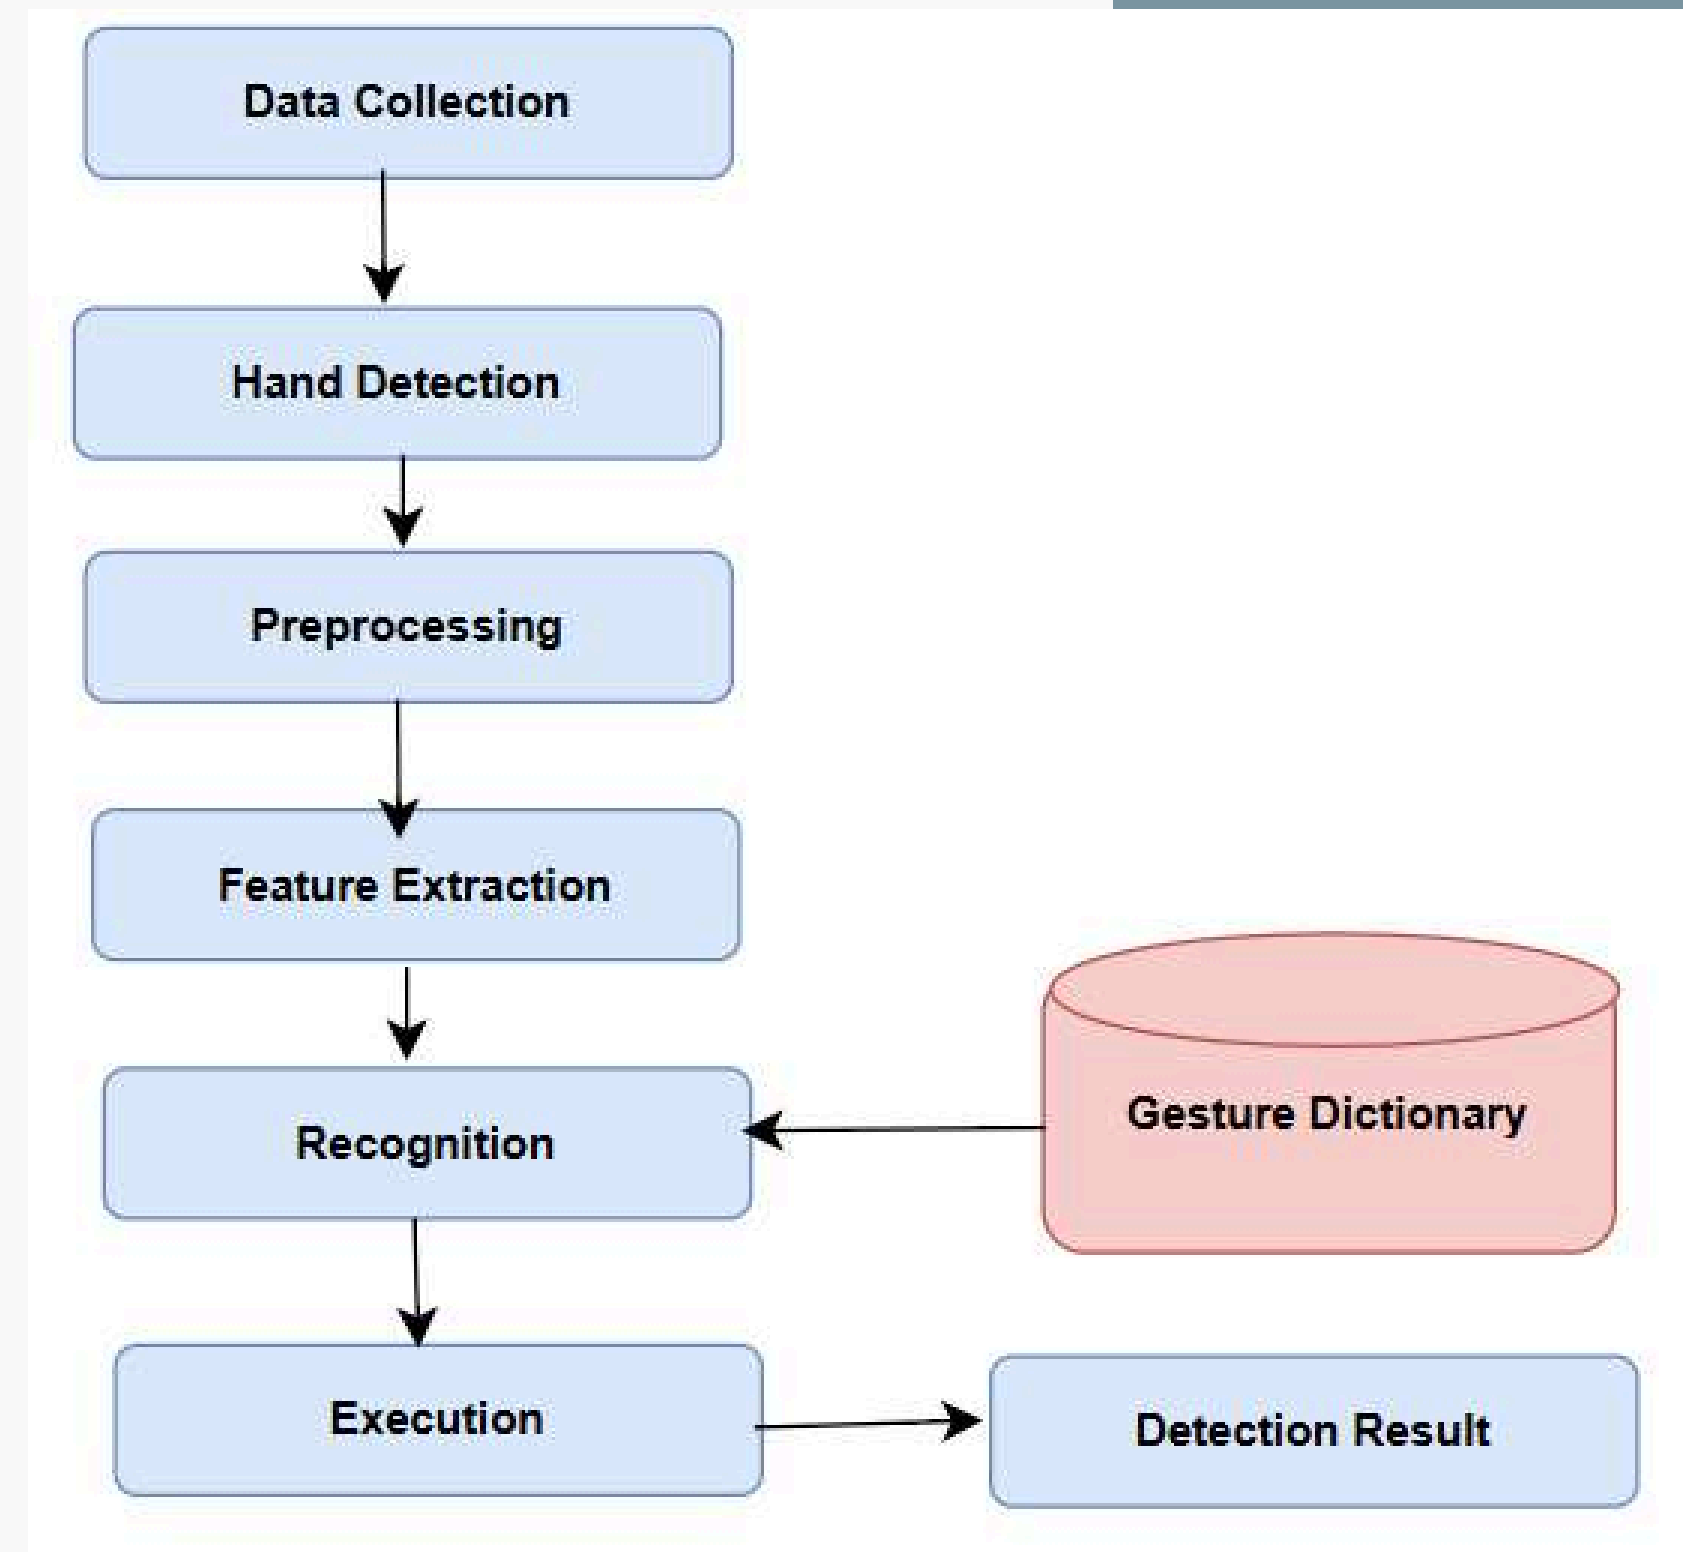 Data Collection
Hand Detection
Preprocessing
Feature Extraction
Recognition
Gesture Dictionary
Execution
Detection Result